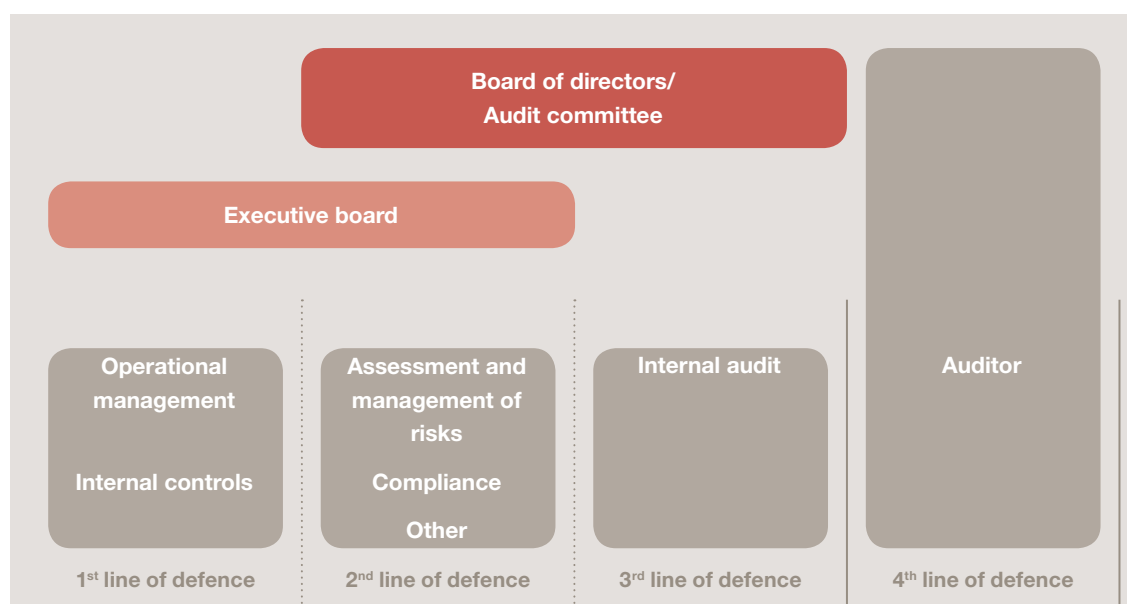 Board of directors/
Audit committee
Executive board
Operational
management
Internal controls
Assessment and
management of
risks
Compliance
Other
Internal audit
Auditor
1st line of defence
2nd line of defence
3rd line of defence
4th line of defence